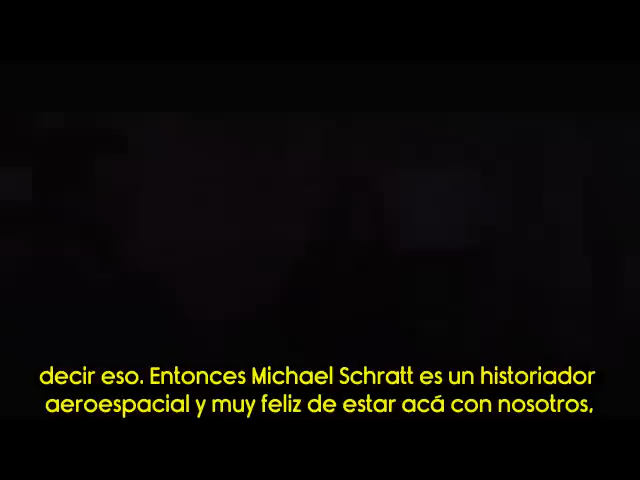 decir eso. Entonces Michael Schratt es un historiador
aeroespacial y muy feliz de estar acá con nosotros,